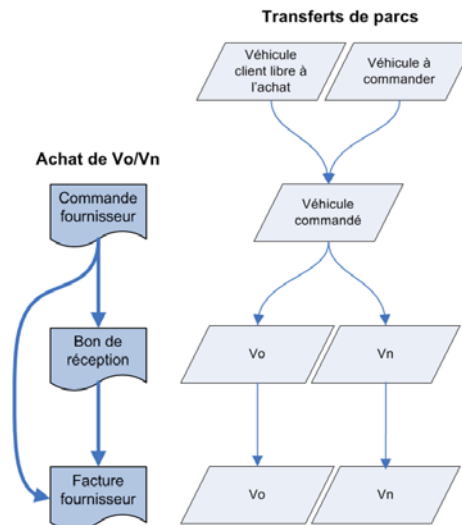 Transferts de parcs
Véhicule
client libre à
l'achat
Véhicule à
commander
Achat de Vo/Vn
Commande
fournisseur
Véhicule
commandé
Bon de
réception
Vo
Vn
Facture
fournisseur
Vo
Vn